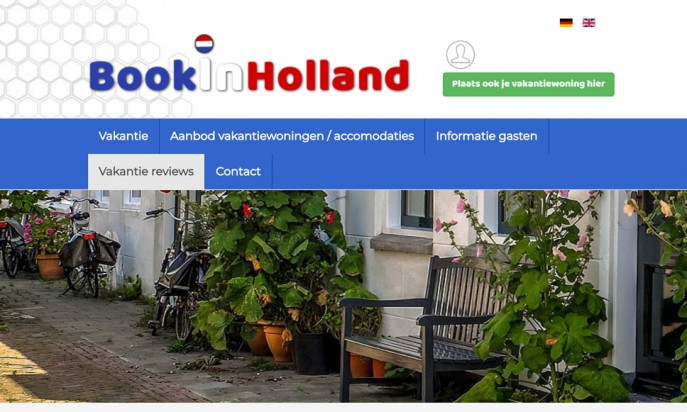 BookinHolland
Plaats ook je vakantiewoning hier
Vakantie
Aanbod vakantiewoningen / accomodaties
Informatie gasten
Vakantie reviews
Contact